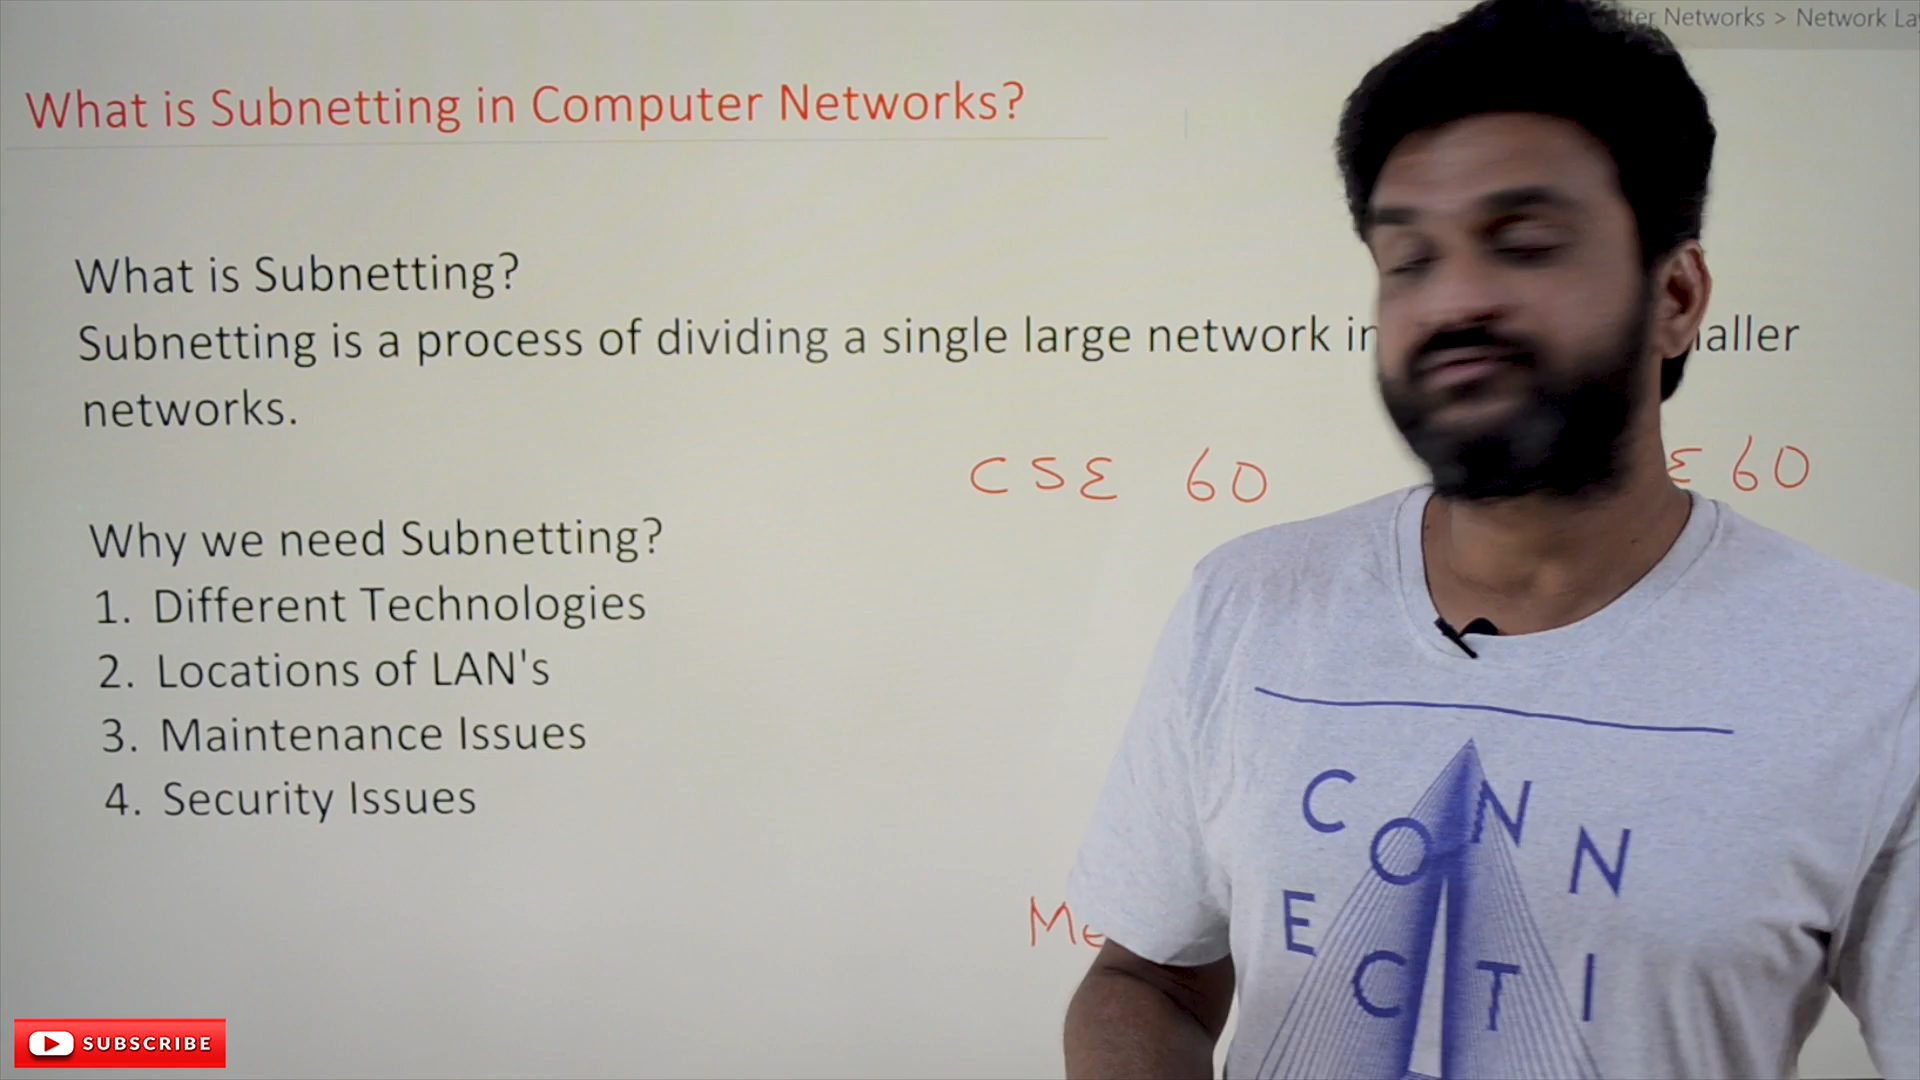 Networks > Network La
What is Subnetting in Computer Networks?
What is Subnetting?
Subnetting is a process of dividing a single large network
networks.
CSE 60
E 60
Why we need Subnetting?
1. Different Technologies
2. Locations of LAN's
3. Maintenance Issues
4. Security Issues
Me
C O N N
E C T I
SUBSCRIBE